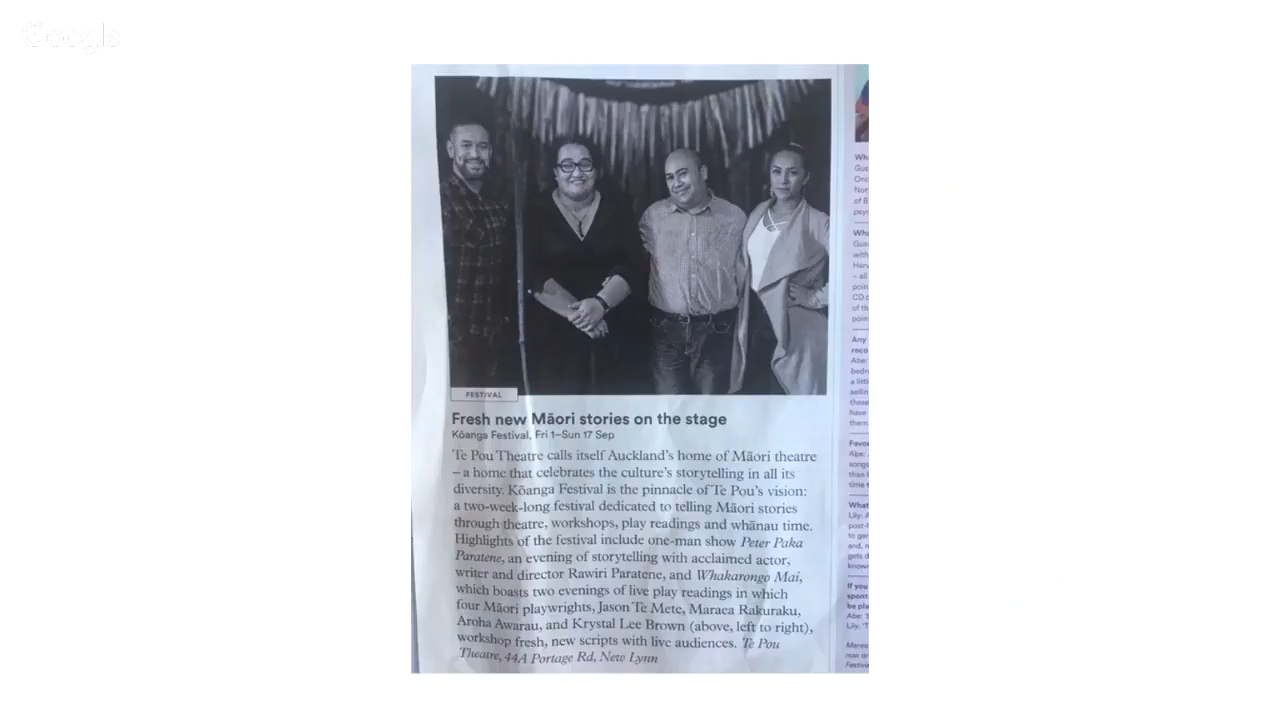 Google
FESTIVAL
Fresh new Māori stories on the stage
Kōanga Festival, Fri 1–Sun 17 Sep
Te Pou Theatre calls itself Auckland's home of Māori theatre
– a home that celebrates the culture's storytelling in all its
diversity. Kōanga Festival is the pinnacle of Te Pou's vision:
a two-week-long festival dedicated to telling Māori stories
through theatre, workshops, play readings and whānau time.
Highlights of the festival include one-man show Peter Paka
Paratene, an evening of storytelling with acclaimed actor,
writer and director Rawiri Paratene, and Whakarongo Mai,
which boasts two evenings of live play readings in which
four Māori playwrights, Jason Te Mete, Maraea Rakuraku,
Aroha Awarau, and Krystal Lee Brown (above, left to right),
workshop fresh, new scripts with live audiences. Te Pou
Theatre, 44A Portage Rd, New Lynn